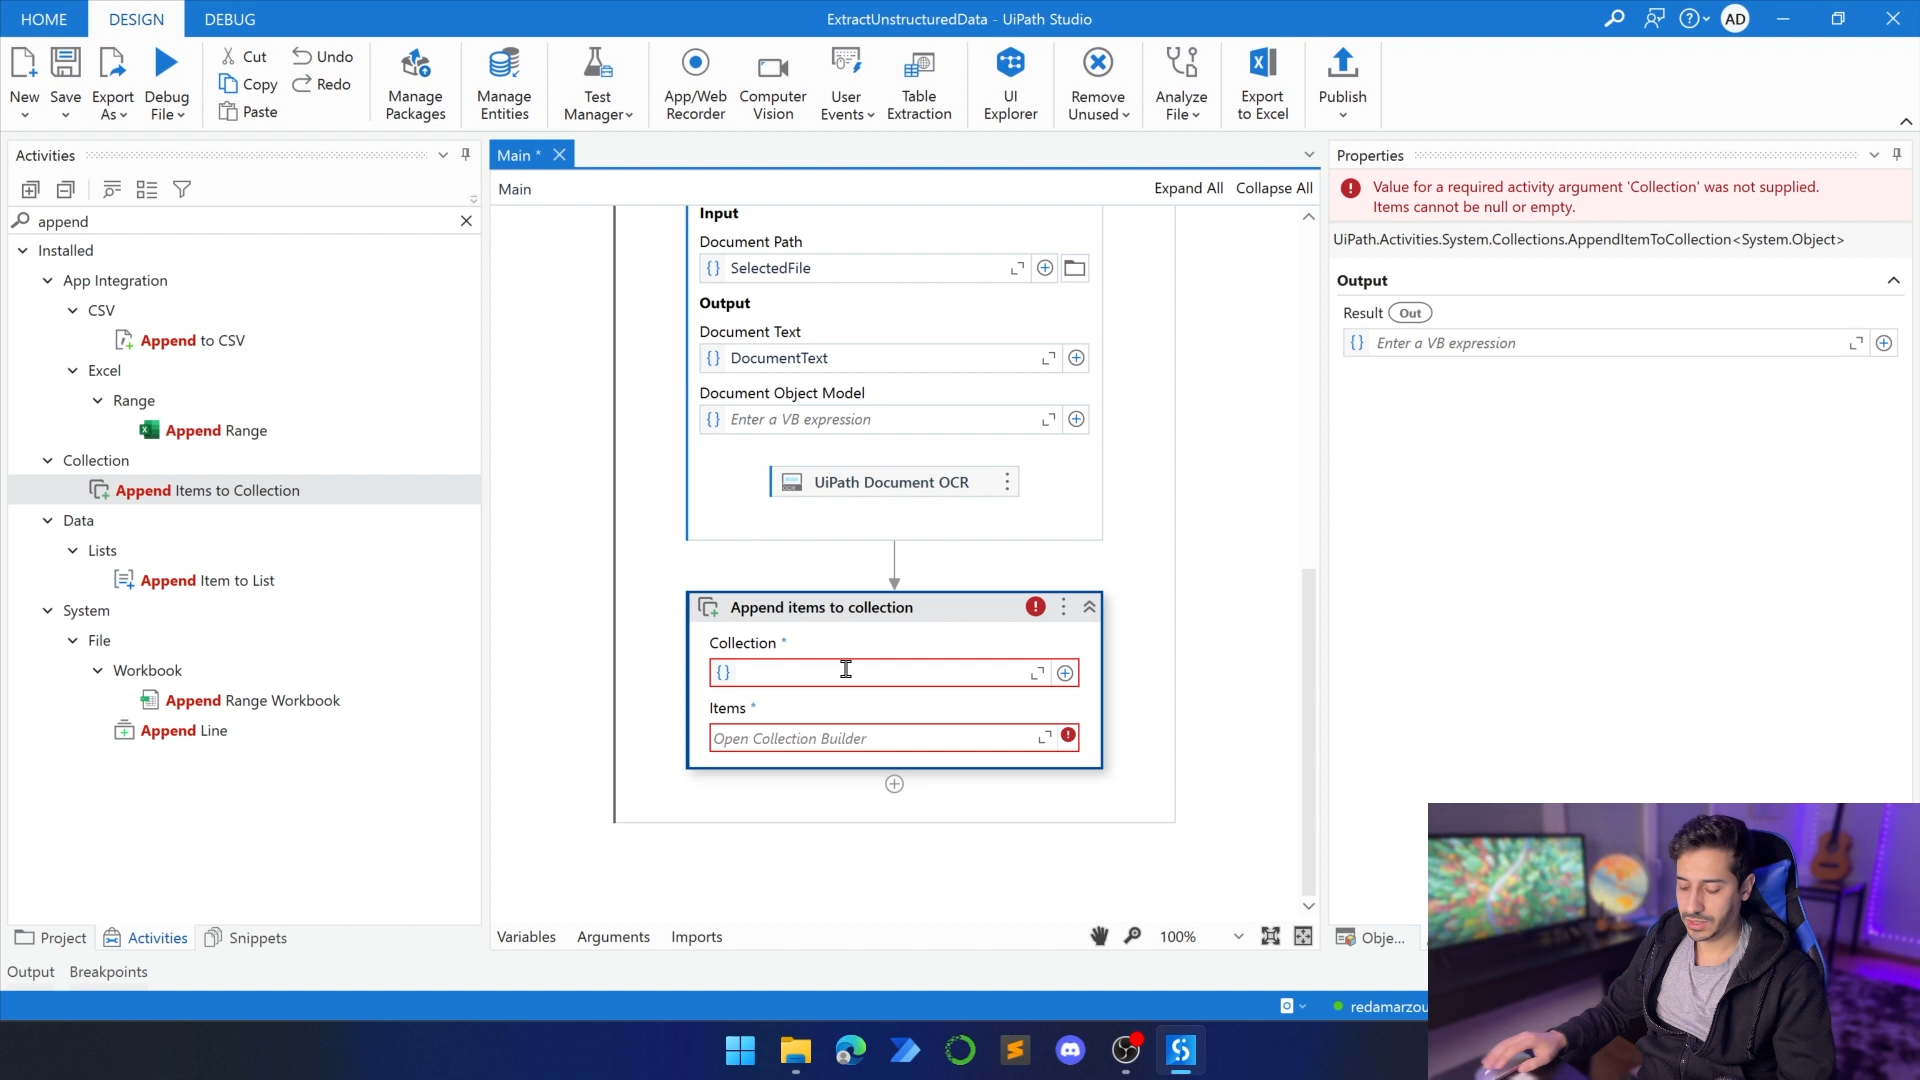 HOME
DESIGN
DEBUG
ExtractUnstructuredData - UiPath Studio
AD
New
Save
Export As
Debug File
Cut
Copy
Paste
Undo
Redo
Manage Packages
Manage Entities
Test Manager
App/Web Recorder
Computer Vision
User Events
Table Extraction
UI Explorer
Remove Unused
Analyze File
Export to Excel
Publish
Activities
append
Installed
App Integration
CSV
Append to CSV
Excel
Range
Append Range
Collection
Append Items to Collection
Data
Lists
Append Item to List
System
File
Workbook
Append Range Workbook
Append Line
Project
Activities
Snippets
Output
Breakpoints
Main *
Main
Expand All
Collapse All
Input
Document Path
{} SelectedFile
Output
Document Text
{} DocumentText
Document Object Model
{} Enter a VB expression
OCR
UiPath Document OCR
Append items to collection
Collection *
{}
Items *
Open Collection Builder
Variables
Arguments
Imports
100%
Properties
Value for a required activity argument 'Collection' was not supplied.
Items cannot be null or empty.
UiPath.Activities.System.Collections.AppendItemToCollection<System.Object>
Output
Result Out
{} Enter a VB expression
Obje...
redamarzou